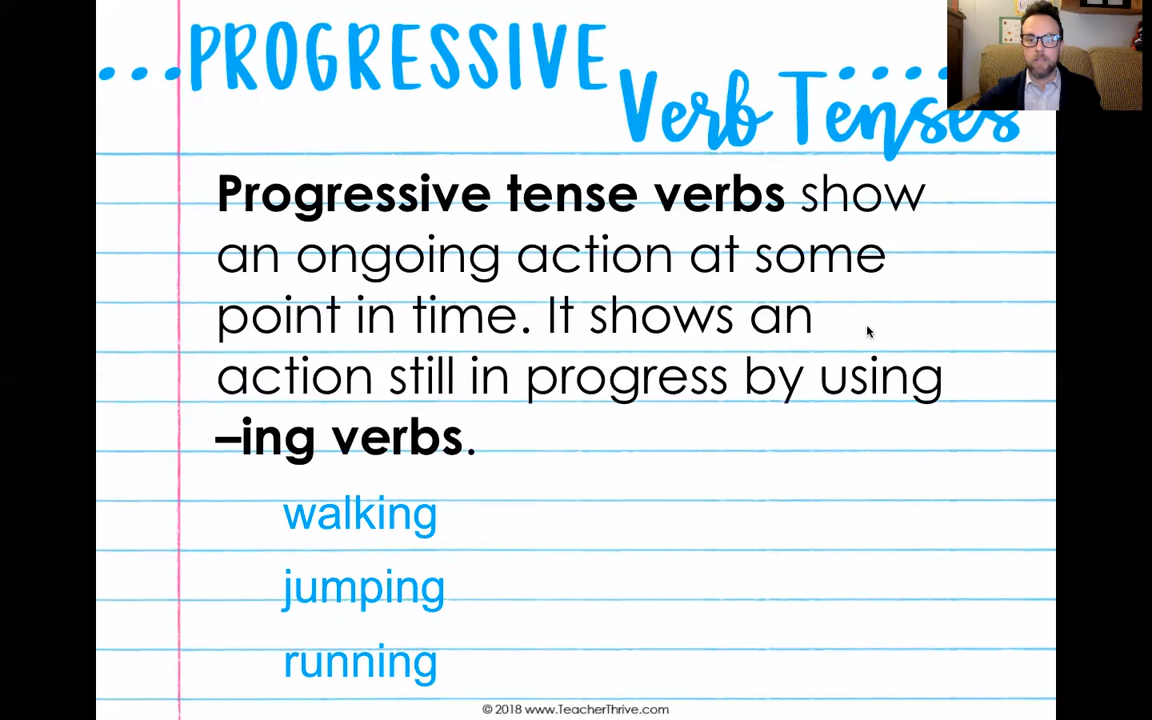 PROGRESSIVE
Verb Tenses
Progressive tense verbs show
an ongoing action at some
point in time. It shows an
action still in progress by using
–ing verbs.
walking
jumping
running
© 2018 www.TeacherThrive.com